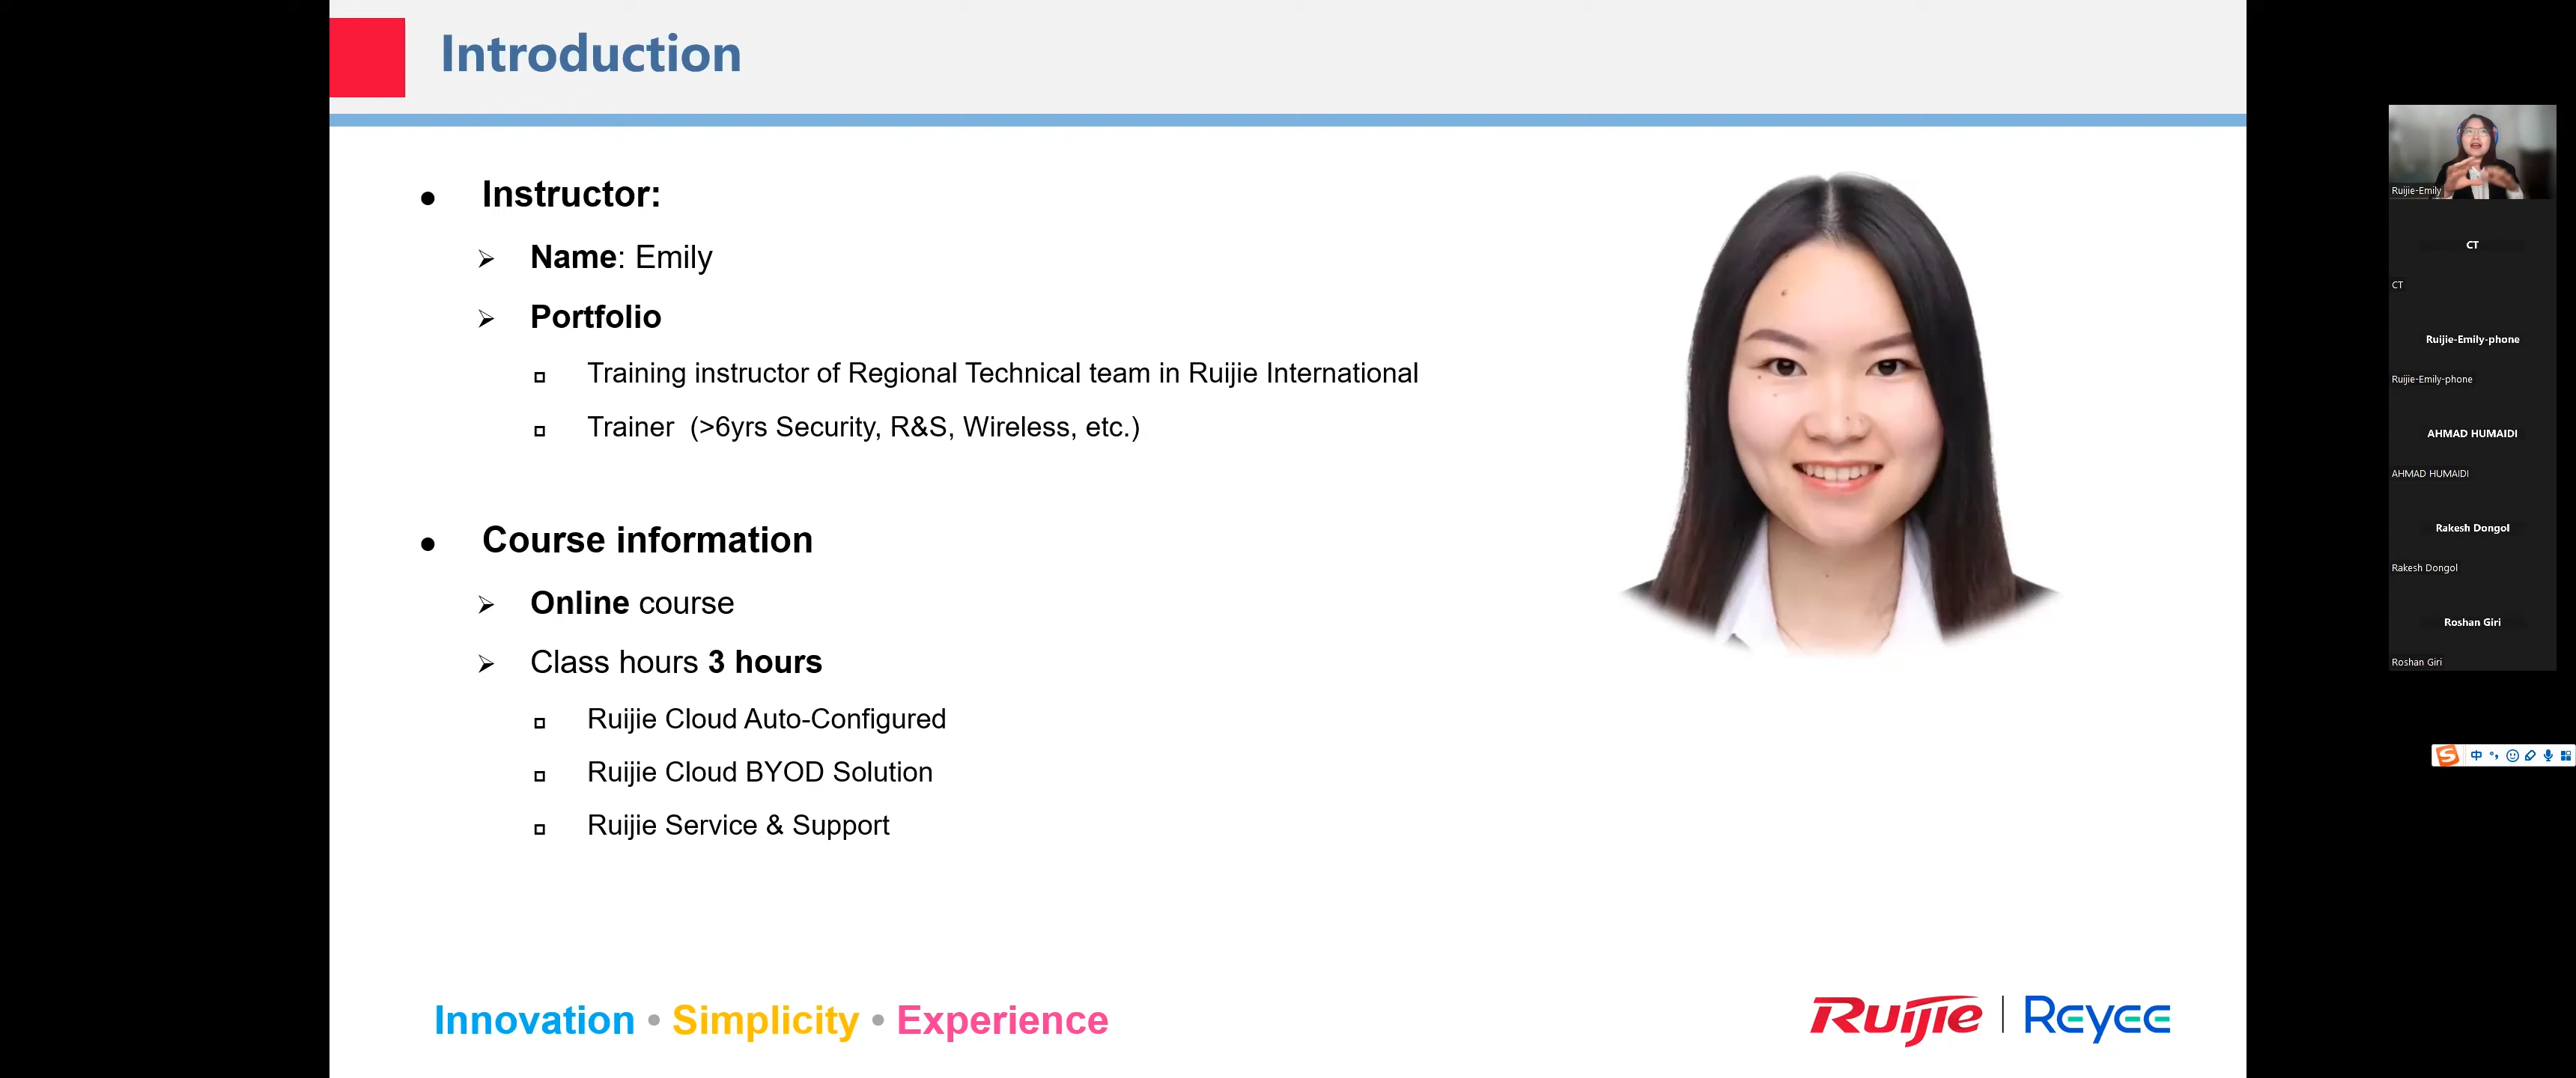 Introduction
Instructor:
Name: Emily
Portfolio
Training instructor of Regional Technical team in Ruijie International
Trainer (>6yrs Security, R&S, Wireless, etc.)
Course information
Online course
Class hours 3 hours
Ruijie Cloud Auto-Configured
Ruijie Cloud BYOD Solution
Ruijie Service & Support
Innovation • Simplicity • Experience
Ruijie | Reyee
Ruijie-Emily
CT
CT
Ruijie-Emily-phone
Ruijie-Emily-phone
AHMAD HUMAIDI
AHMAD HUMAIDI
Rakesh Dongol
Rakesh Dongol
Roshan Giri
Roshan Giri
S 中